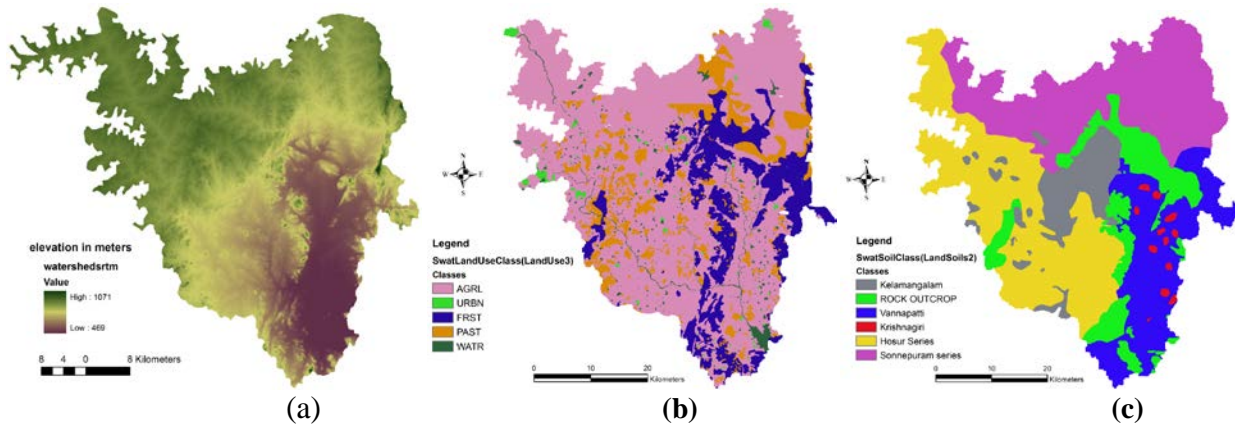 elevation in meters
watershedsrtm
Value
High : 1071
Low : 469
8 4 0 8 Kilometers
(a)
N
W E
S
Legend
SwatLandUseClass(LandUse3)
Classes
AGRL
URBN
FRST
PAST
WATR
0 10 20
Kilometers
(b)
N
W E
S
Legend
SwatSoilClass(LandSoils2)
Classes
Kelamangalam
ROCK OUTCROP
Vannapatti
Krishnagiri
Hosur Series
Sonnepuram series
0 10 20
Kilometers
(c)